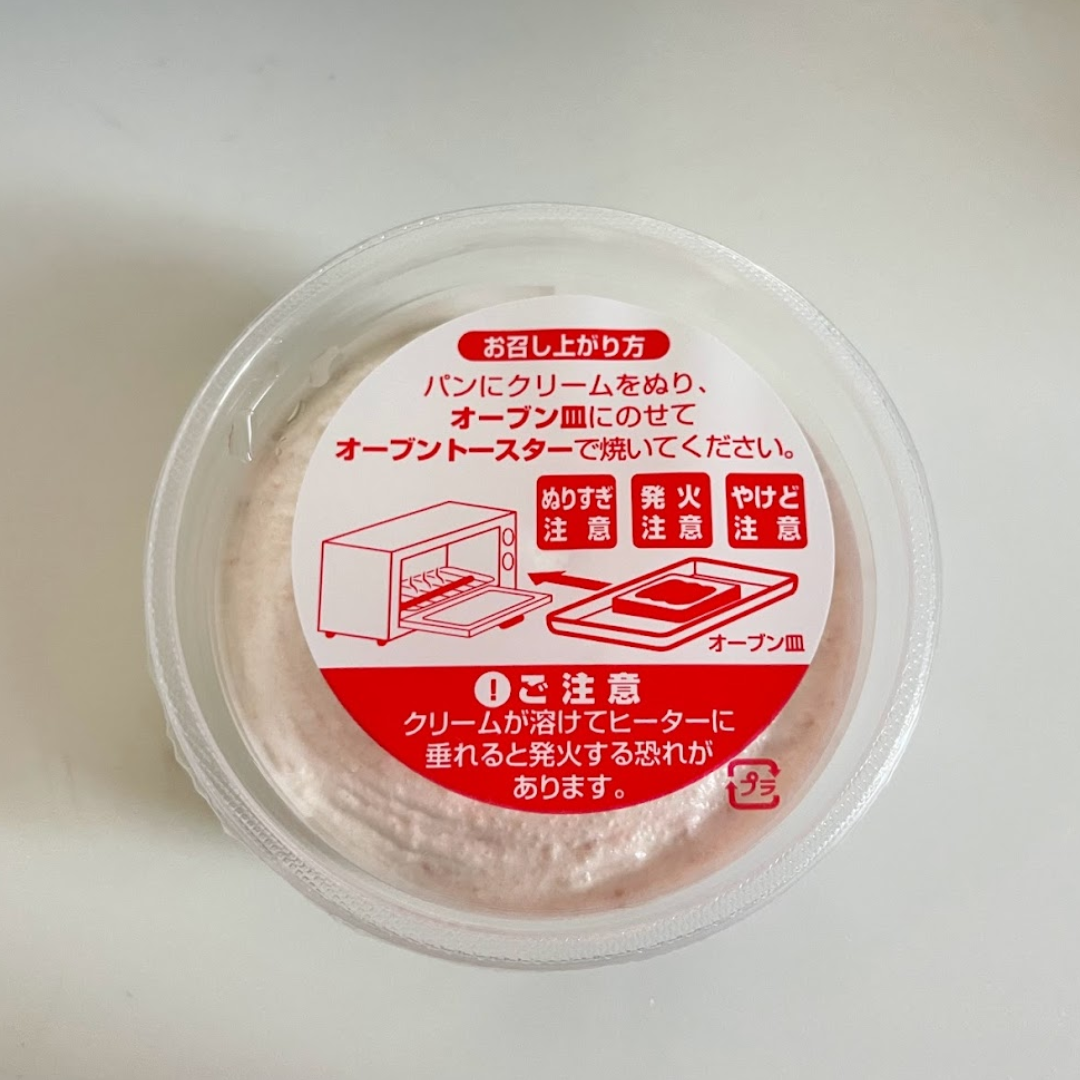 お召し上がり方
パンにクリームをぬり、
オーブン皿にのせて
オーブントースターで焼いてください。
ぬりすぎ
注意
発火
注意
やけど
注意
オーブン皿
! ご注意
クリームが溶けてヒーターに
垂れると発火する恐れが
あります。
プラ